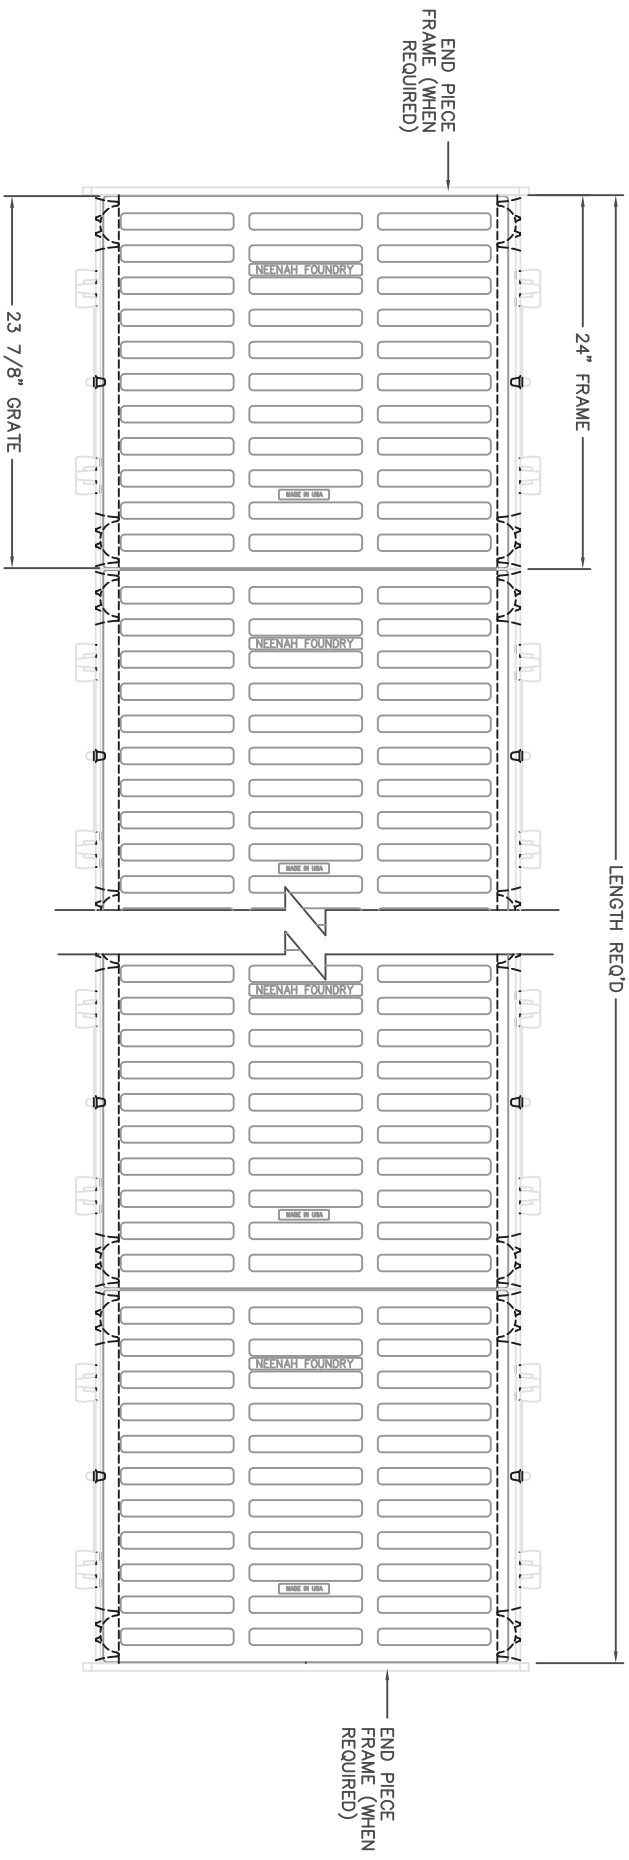 END PIECE
FRAME (WHEN
REQUIRED)
LENGTH REQ'D
24" FRAME
23 7/8" GRATE
NEENAH FOUNDRY
MADE IN USA
NEENAH FOUNDRY
MADE IN USA
NEENAH FOUNDRY
MADE IN USA
NEENAH FOUNDRY
MADE IN USA
END PIECE
FRAME (WHEN
REQUIRED)